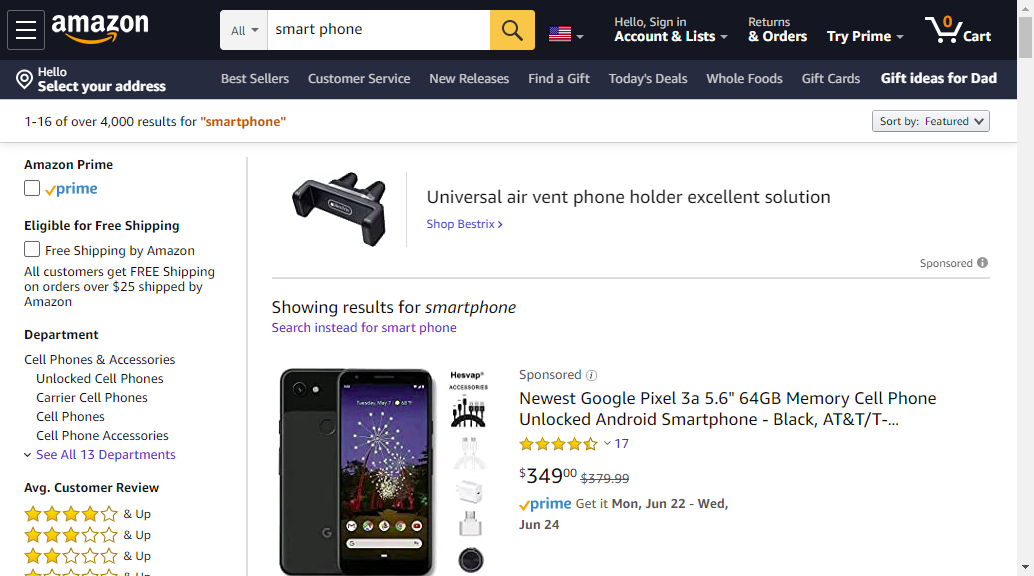 amazon
All
smart phone
Hello, Sign in
Account & Lists
Returns
& Orders
Try Prime
0
Cart
Hello
Select your address
Best Sellers
Customer Service
New Releases
Find a Gift
Today's Deals
Whole Foods
Gift Cards
Gift ideas for Dad
1-16 of over 4,000 results for "smartphone"
Sort by: Featured
Amazon Prime
prime
Eligible for Free Shipping
Free Shipping by Amazon
All customers get FREE Shipping
on orders over $25 shipped by
Amazon
Department
Cell Phones & Accessories
Unlocked Cell Phones
Carrier Cell Phones
Cell Phones
Cell Phone Accessories
See All 13 Departments
Avg. Customer Review
& Up
& Up
& Up
& Up
Universal air vent phone holder excellent solution
Shop Bestrix
Sponsored
Showing results for smartphone
Search instead for smart phone
Hesvap
ACCESSORIES
Tuesday, May 7
G
Sponsored
Newest Google Pixel 3a 5.6" 64GB Memory Cell Phone
Unlocked Android Smartphone - Black, AT&T/T-...
17
$34900 $379.99
prime Get it Mon, Jun 22 - Wed,
Jun 24